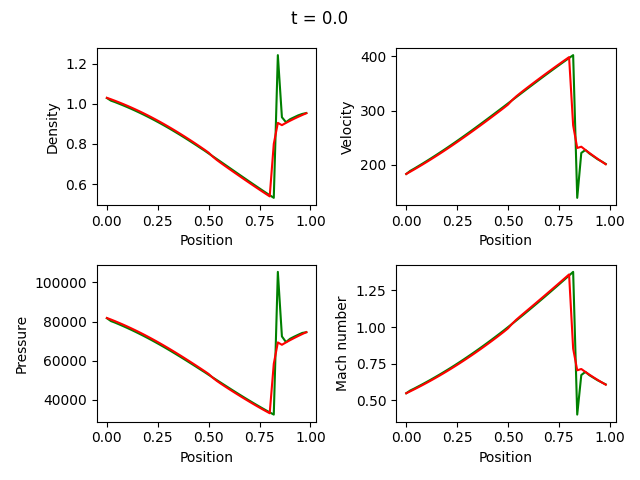 t = 0.0
Density
1.2
1.0
0.8
0.6
0.00 0.25 0.50 0.75 1.00
Position
Velocity
400
300
200
0.00 0.25 0.50 0.75 1.00
Position
Pressure
100000
80000
60000
40000
0.00 0.25 0.50 0.75 1.00
Position
Mach number
1.25
1.00
0.75
0.50
0.00 0.25 0.50 0.75 1.00
Position